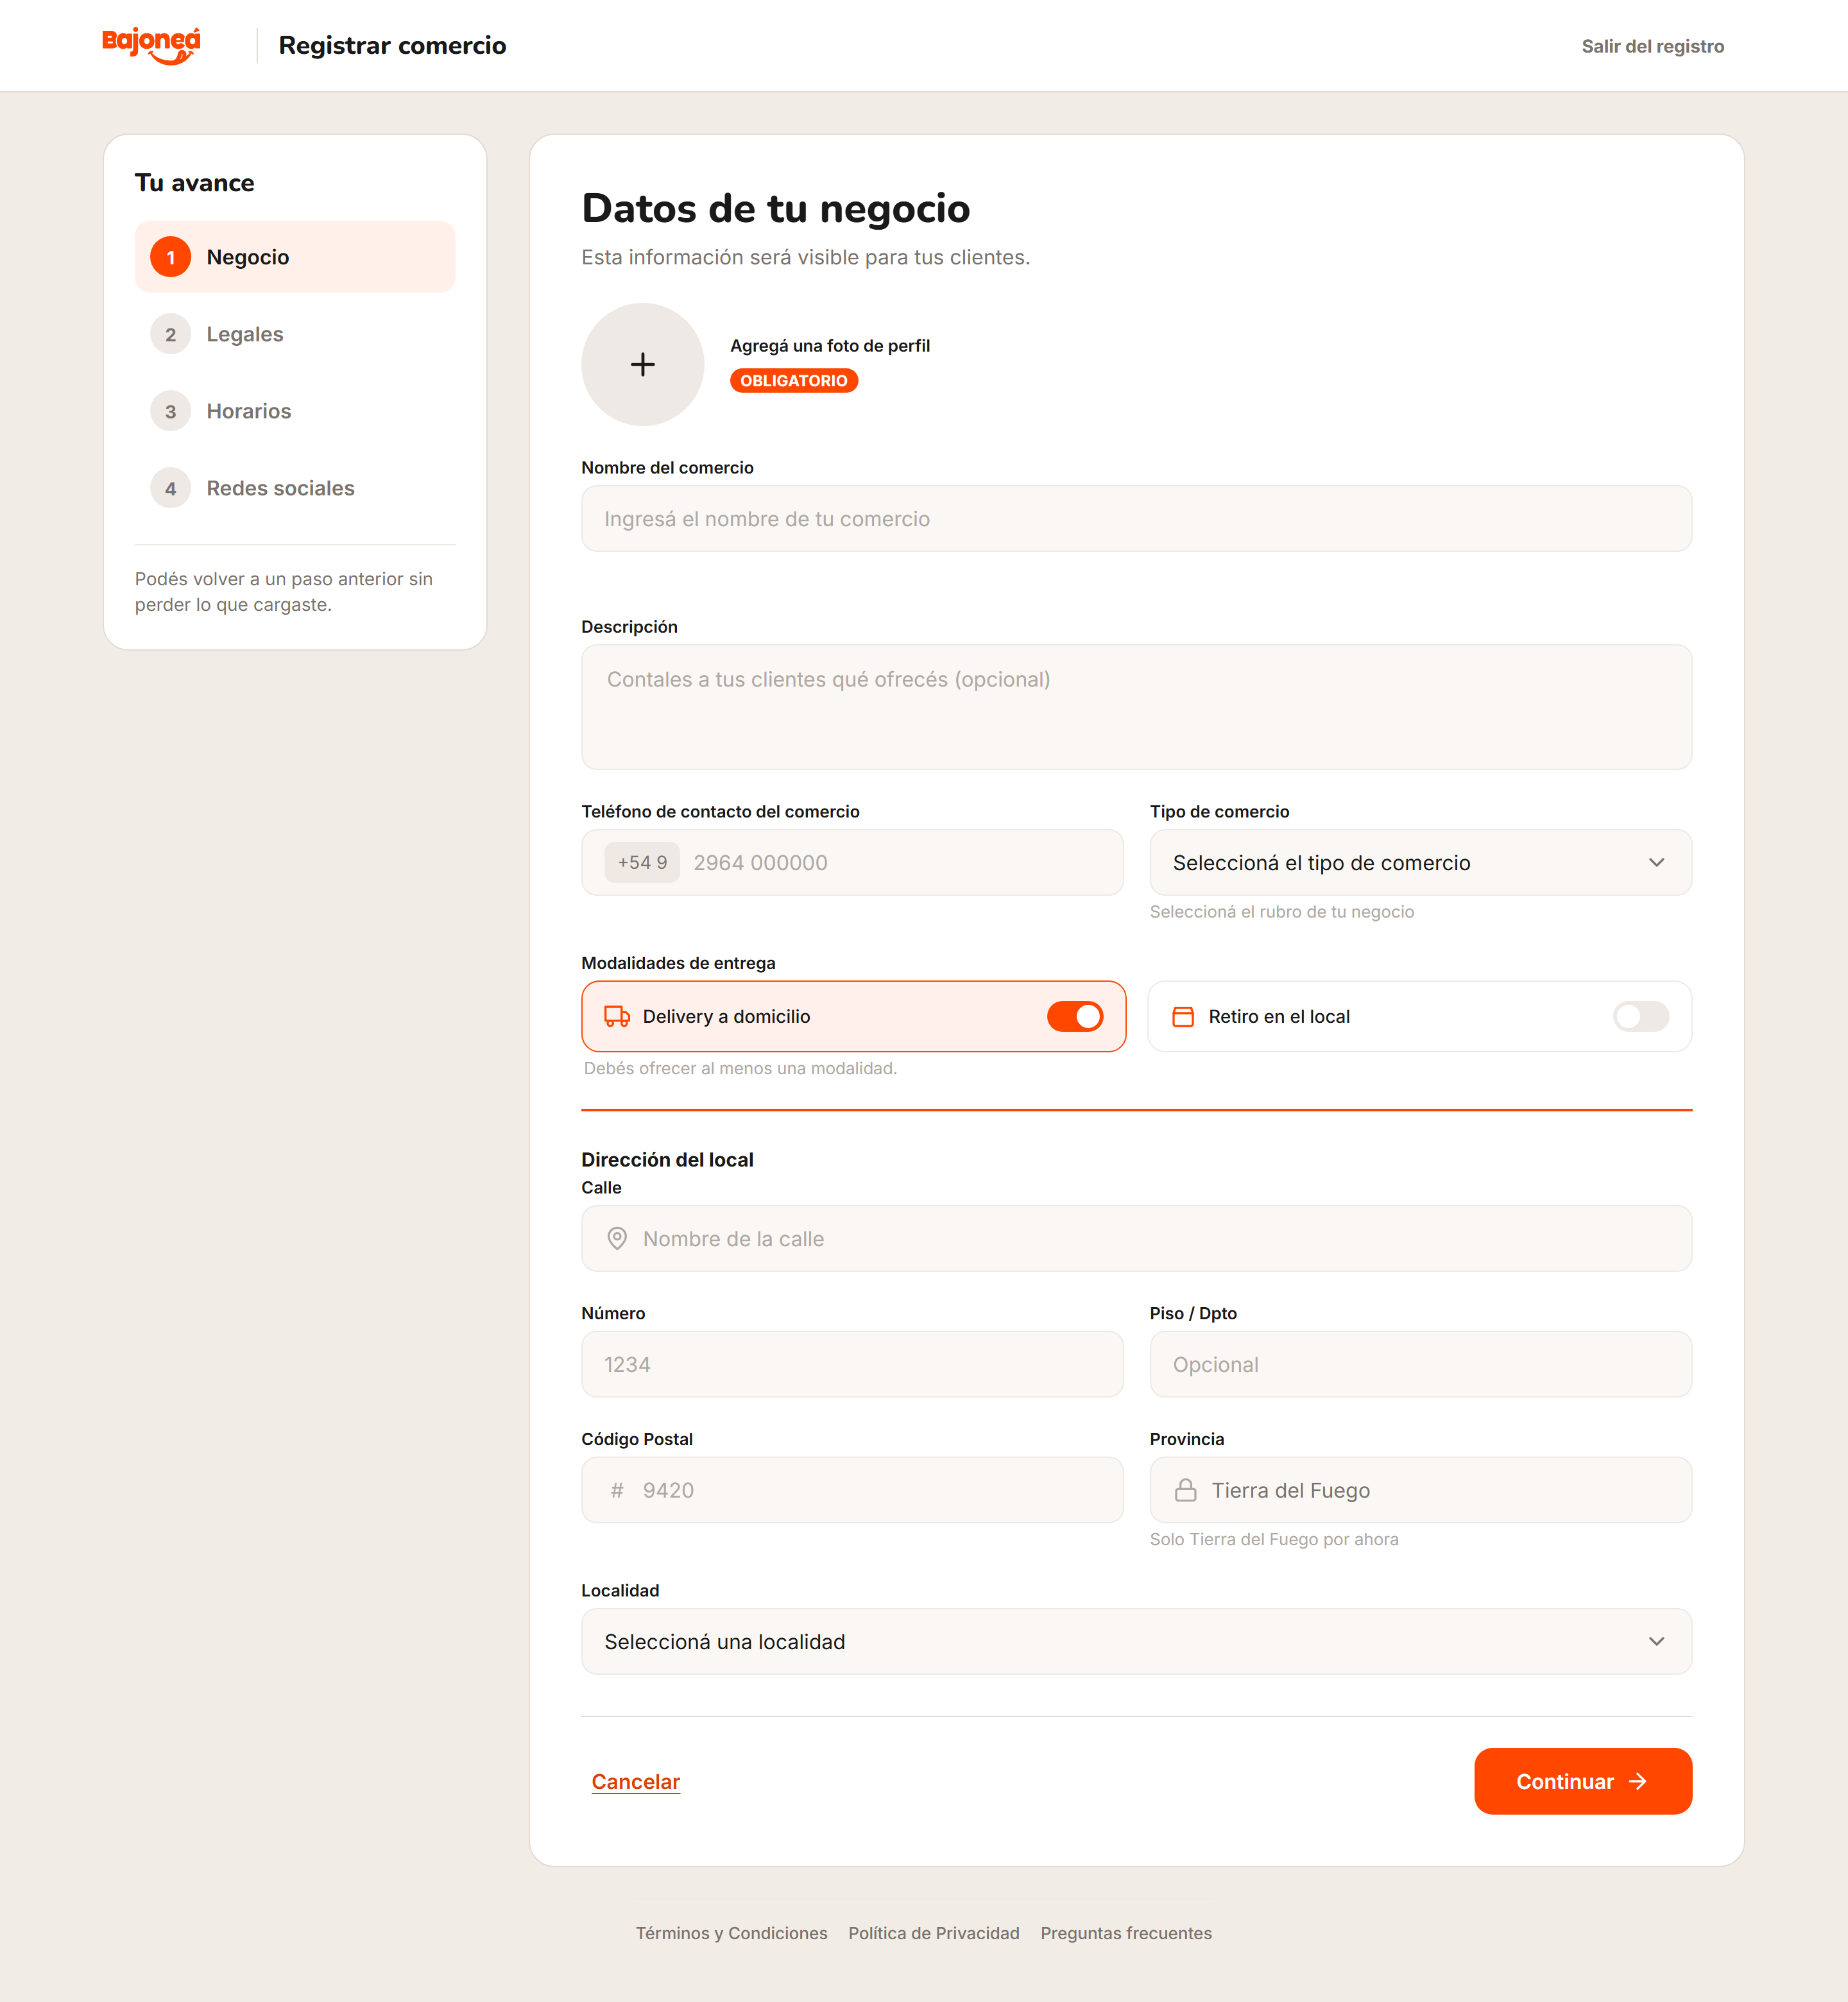 Bajoneá
Registrar comercio
Salir del registro
Tu avance
1 Negocio
2 Legales
3 Horarios
4 Redes sociales
Podés volver a un paso anterior sin
perder lo que cargaste.
Datos de tu negocio
Esta información será visible para tus clientes.
+
Agregá una foto de perfil
OBLIGATORIO
Nombre del comercio
Ingresá el nombre de tu comercio
Descripción
Contales a tus clientes qué ofrecés (opcional)
Teléfono de contacto del comercio
+54 9 2964 000000
Tipo de comercio
Seleccioná el tipo de comercio
Seleccioná el rubro de tu negocio
Modalidades de entrega
Delivery a domicilio
Retiro en el local
Debés ofrecer al menos una modalidad.
Dirección del local
Calle
Nombre de la calle
Número
1234
Piso / Dpto
Opcional
Código Postal
# 9420
Provincia
Tierra del Fuego
Solo Tierra del Fuego por ahora
Localidad
Seleccioná una localidad
Cancelar
Continuar →
Términos y Condiciones Política de Privacidad Preguntas frecuentes